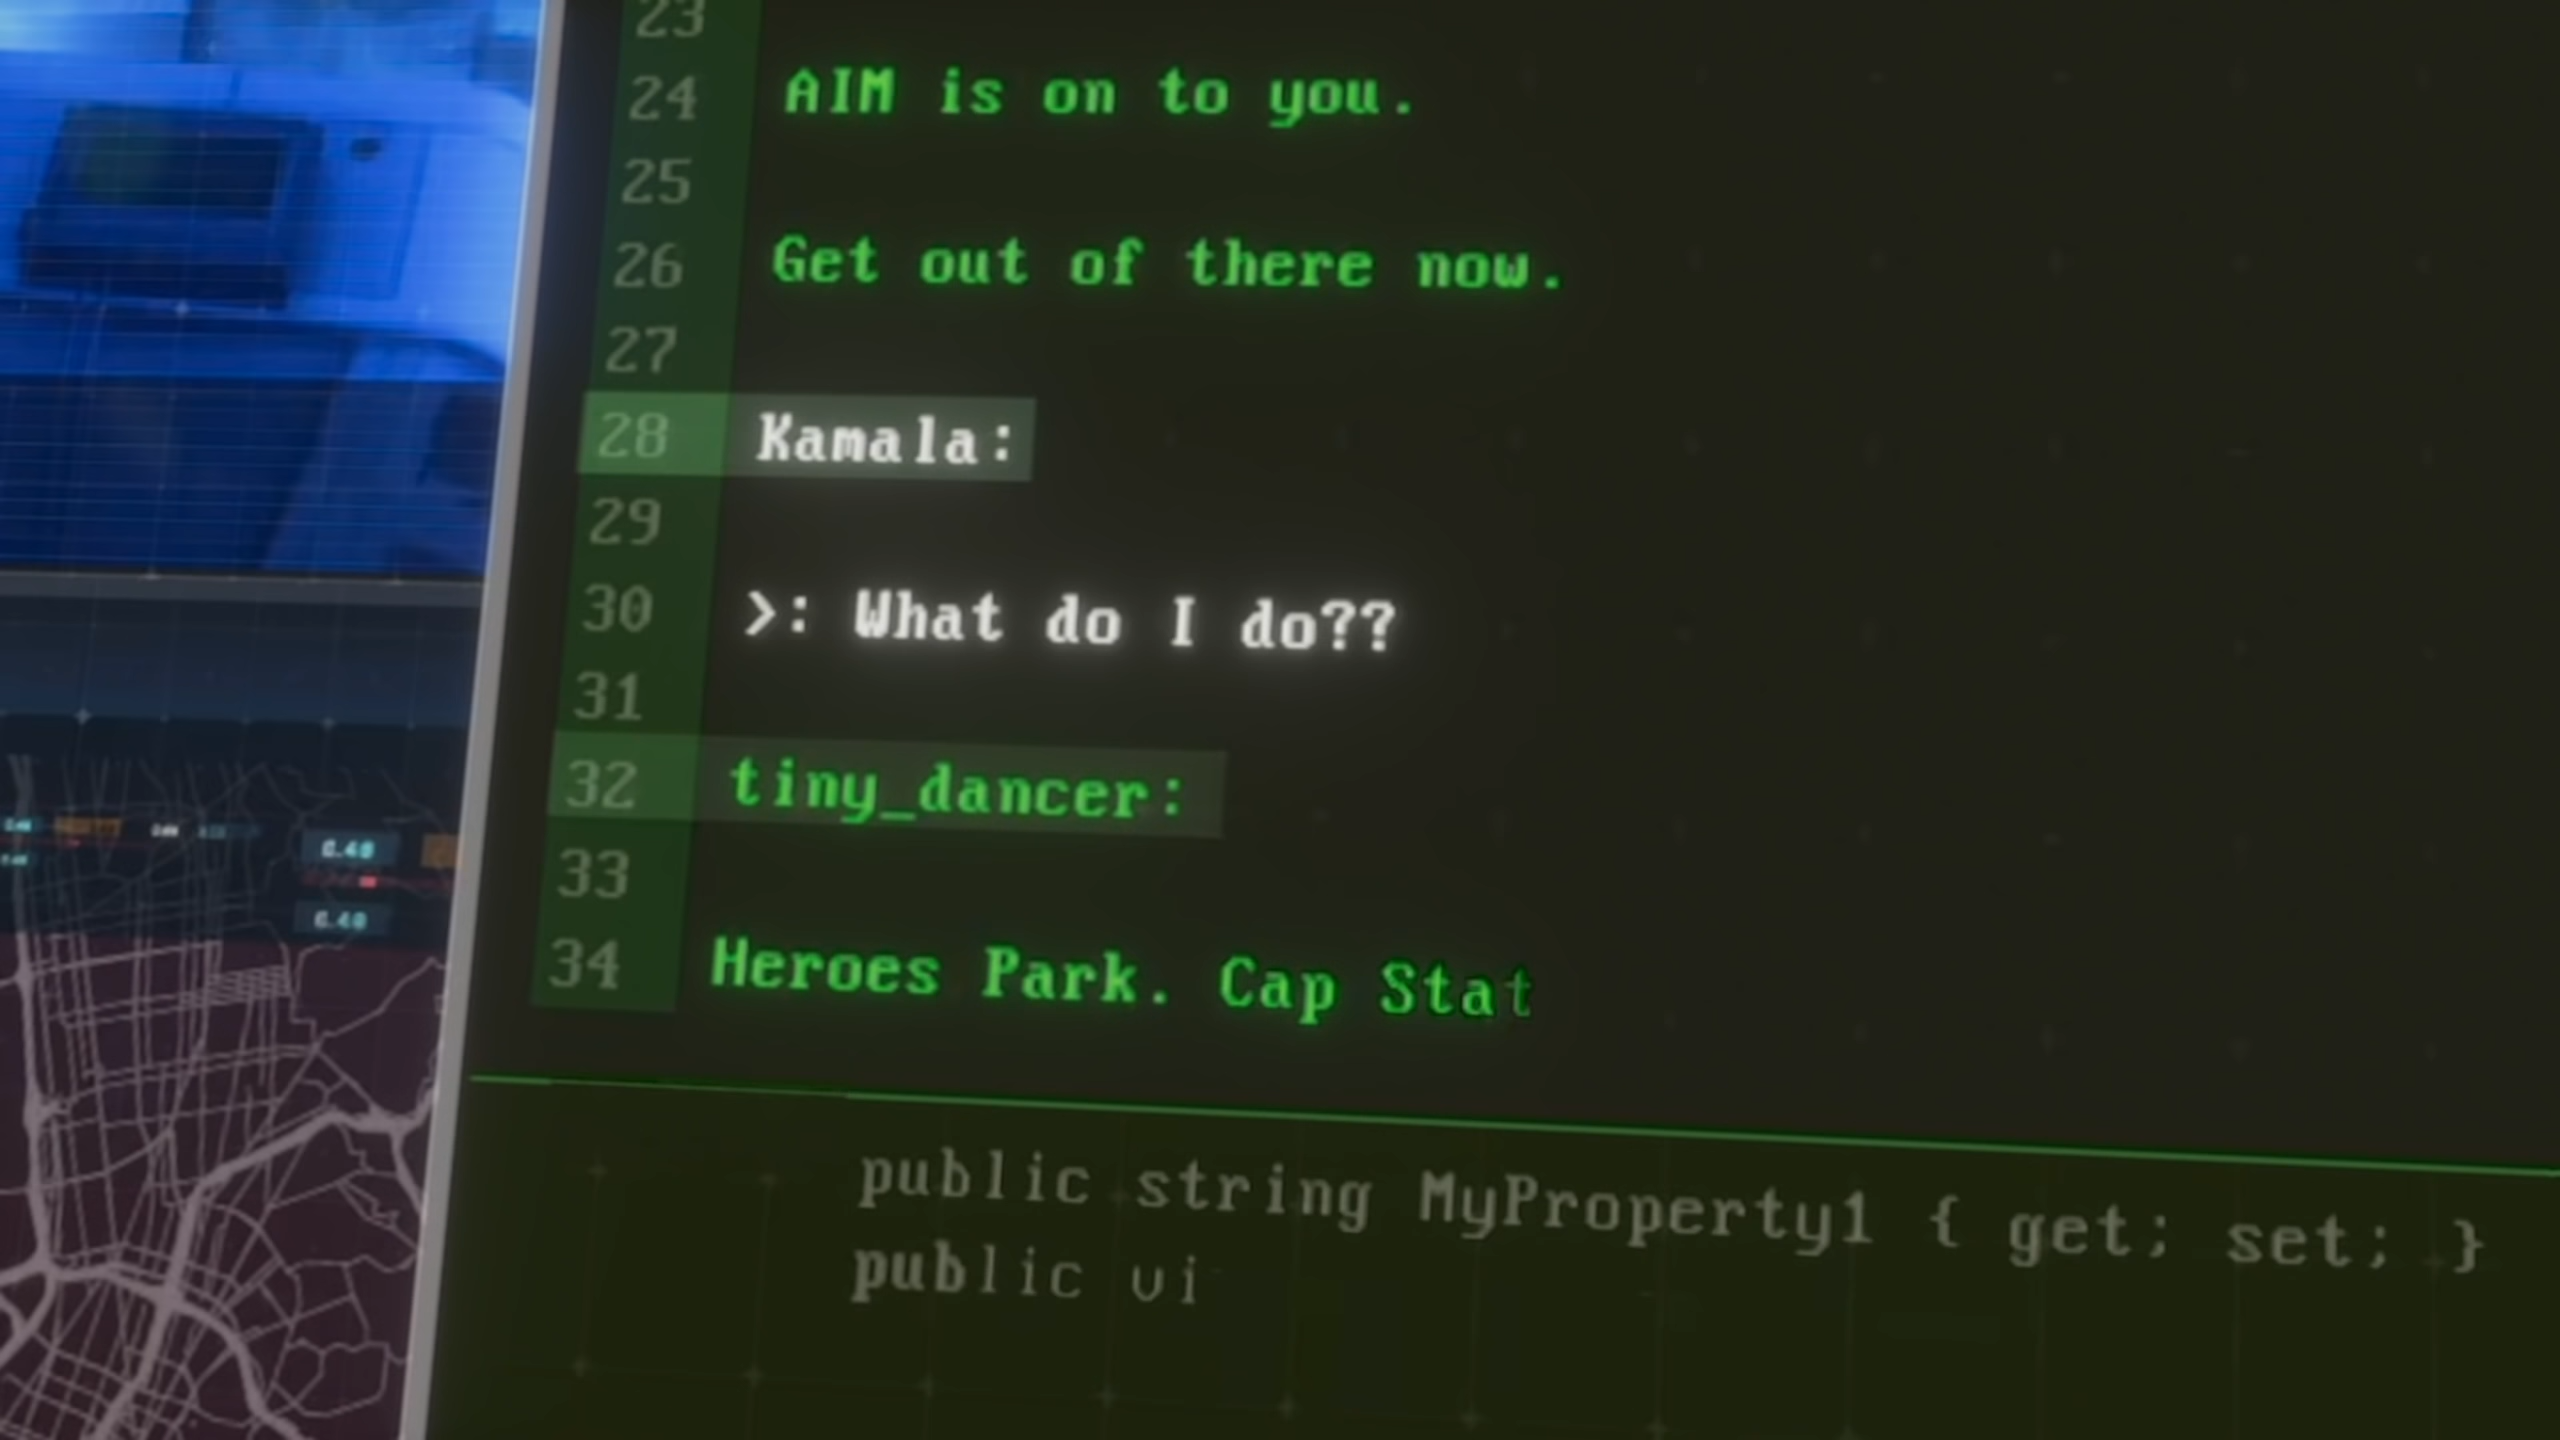 23
24 AIM is on to you.
25
26 Get out of there now.
27
28 Kamala:
29
30 >: What do I do??
31
32 tiny_dancer:
33
34 Heroes Park. Cap Stat
public string MyProperty1 { get; set; }
public vi
0.40
0.40